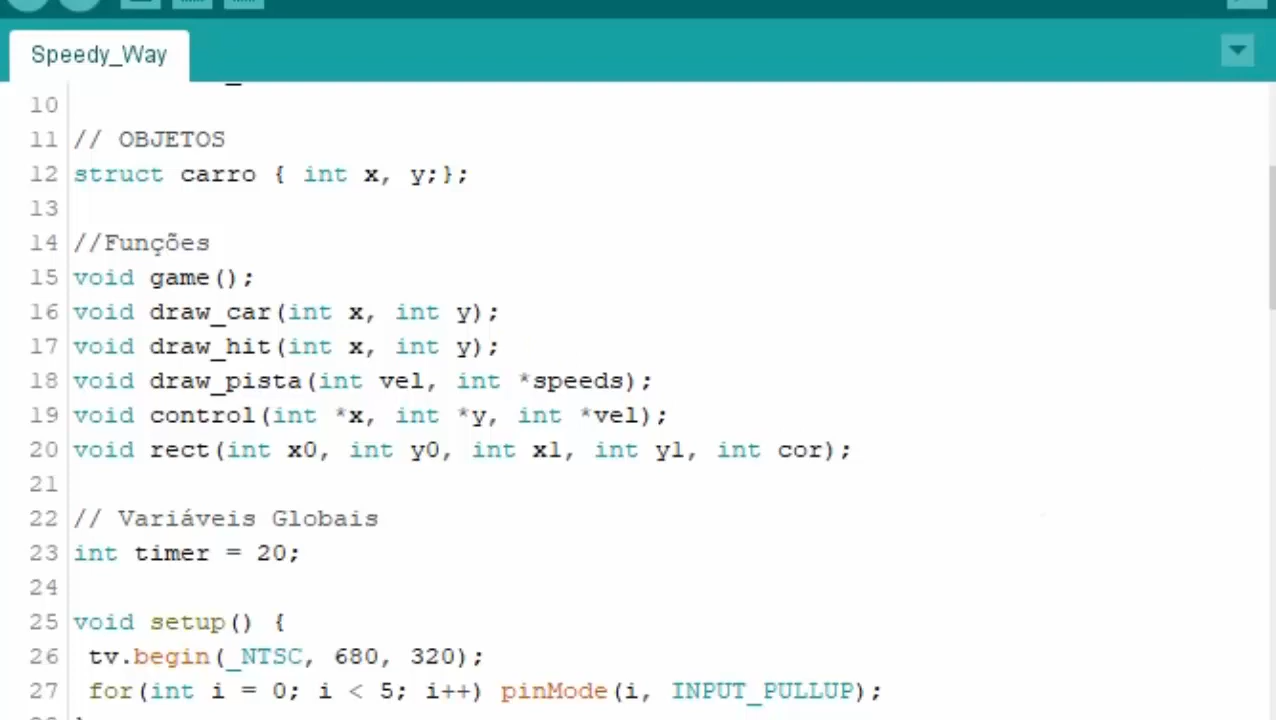 Speedy_Way
10
11 // OBJETOS
12 struct carro { int x, y;};
13
14 //Funções
15 void game();
16 void draw_car(int x, int y);
17 void draw_hit(int x, int y);
18 void draw_pista(int vel, int *speeds);
19 void control(int *x, int *y, int *vel);
20 void rect(int x0, int y0, int x1, int y1, int cor);
21
22 // Variáveis Globais
23 int timer = 20;
24
25 void setup() {
26 tv.begin(_NTSC, 680, 320);
27 for(int i = 0; i < 5; i++) pinMode(i, INPUT_PULLUP);